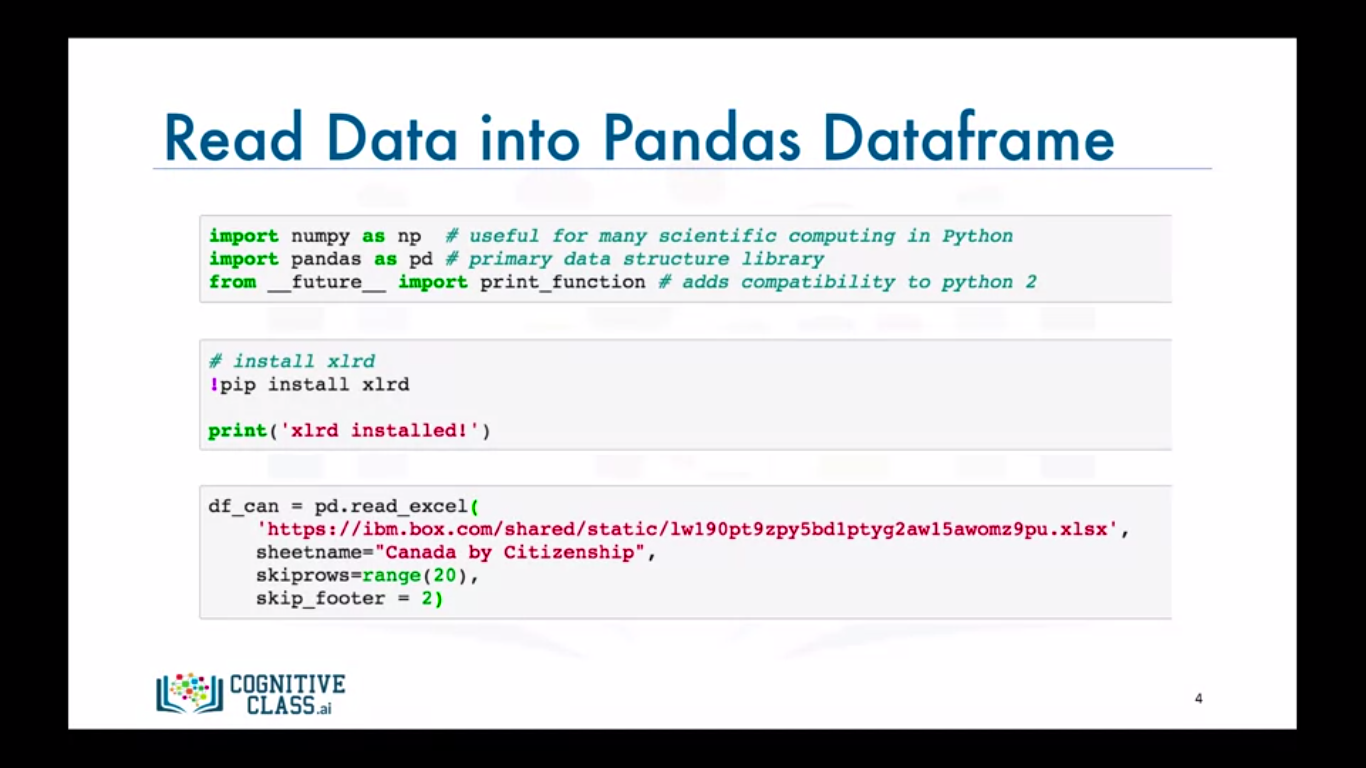 Read Data into Pandas Dataframe
import numpy as np  # useful for many scientific computing in Python
import pandas as pd # primary data structure library
from __future__ import print_function # adds compatibility to python 2
# install xlrd
!pip install xlrd
print('xlrd installed!')
df_can = pd.read_excel(
    'https://ibm.box.com/shared/static/lw190pt9zpy5bd1ptyg2aw15awomz9pu.xlsx',
    sheetname="Canada by Citizenship",
    skiprows=range(20),
    skip_footer = 2)
COGNITIVE
CLASS.ai
4